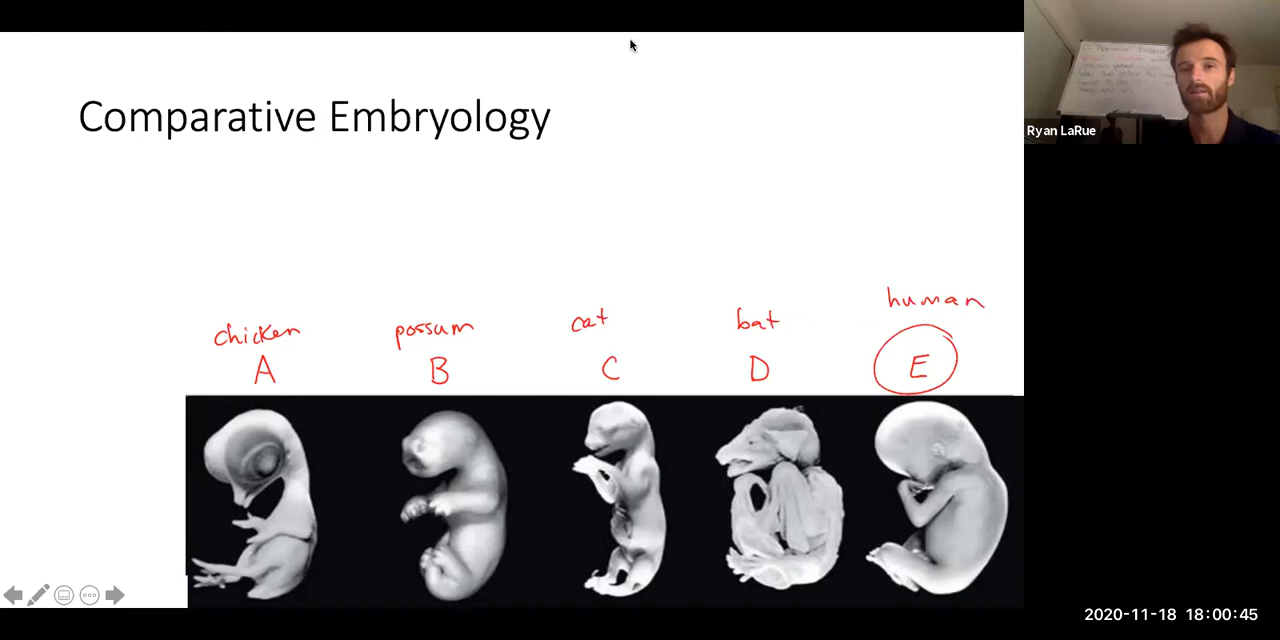 Comparative Embryology
chicken possum cat bat human
A B C D E
Ryan LaRue
2020-11-18 18:00:45